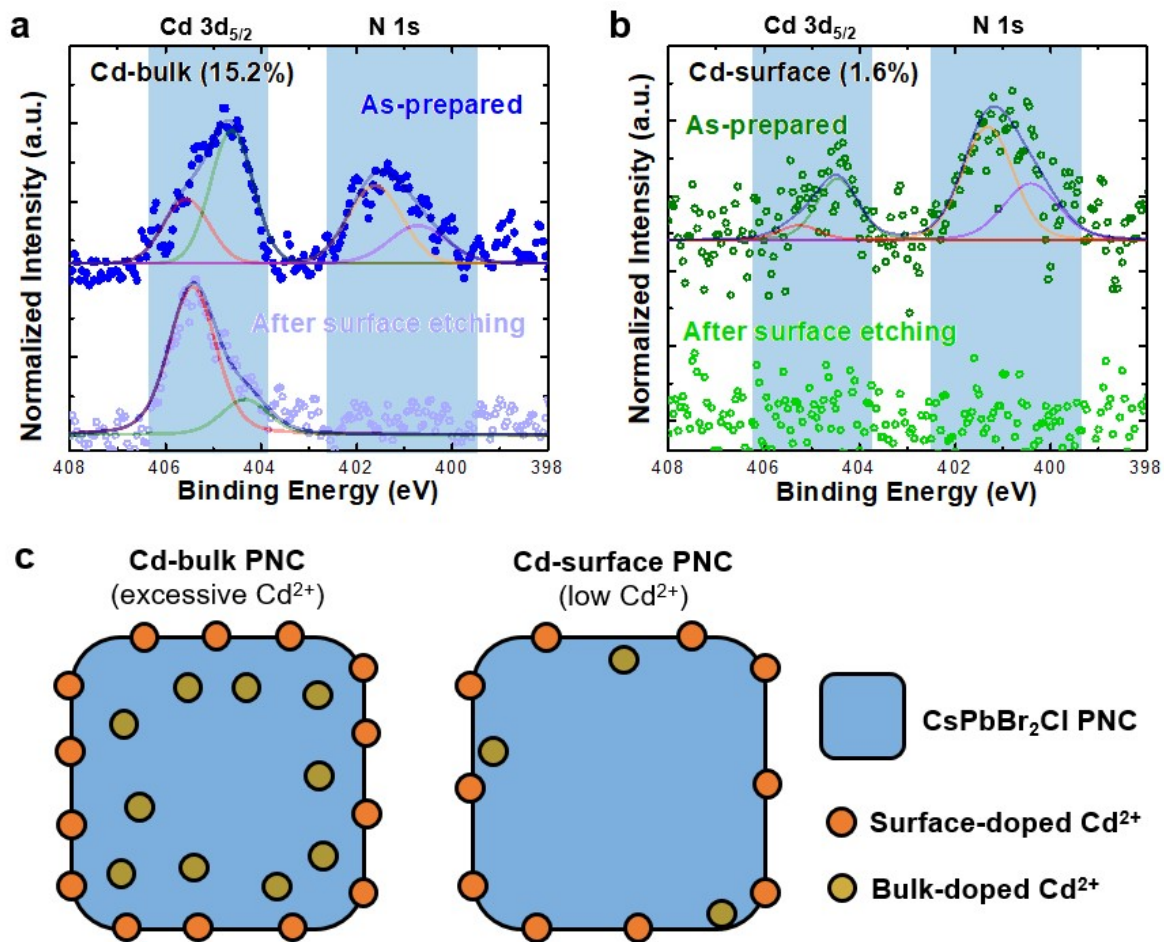 a
Cd 3d5/2 N 1s
Cd-bulk (15.2%)
As-prepared
After surface etching
Normalized Intensity (a.u.)
408 406 404 402 400 398
Binding Energy (eV)
b
Cd 3d5/2 N 1s
Cd-surface (1.6%)
As-prepared
After surface etching
Normalized Intensity (a.u.)
408 406 404 402 400 398
Binding Energy (eV)
c
Cd-bulk PNC
(excessive Cd²⁺)
Cd-surface PNC
(low Cd²⁺)
CsPbBr₂Cl PNC
Surface-doped Cd²⁺
Bulk-doped Cd²⁺